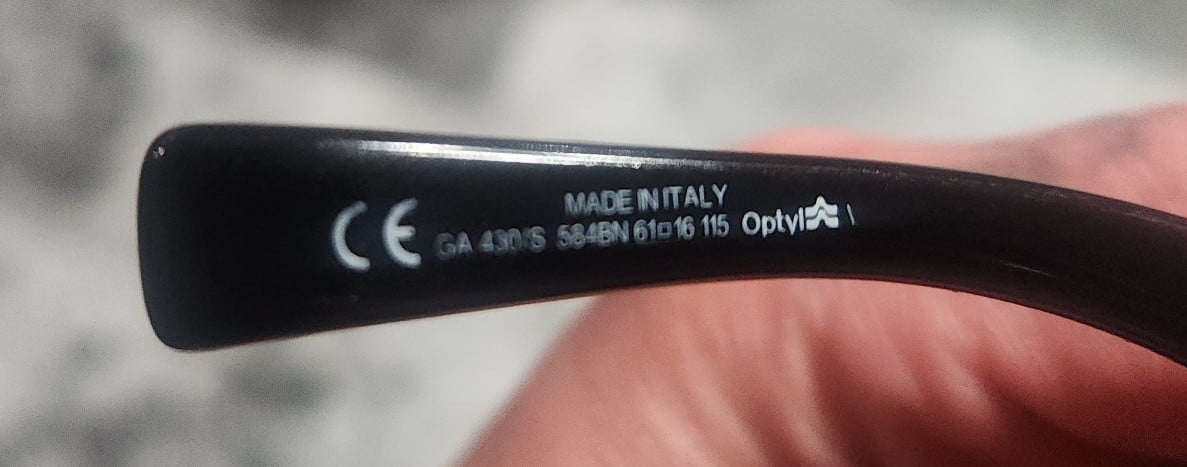 MADE IN ITALY
CE GA 430/S 584BN 61□16 115 Optyl